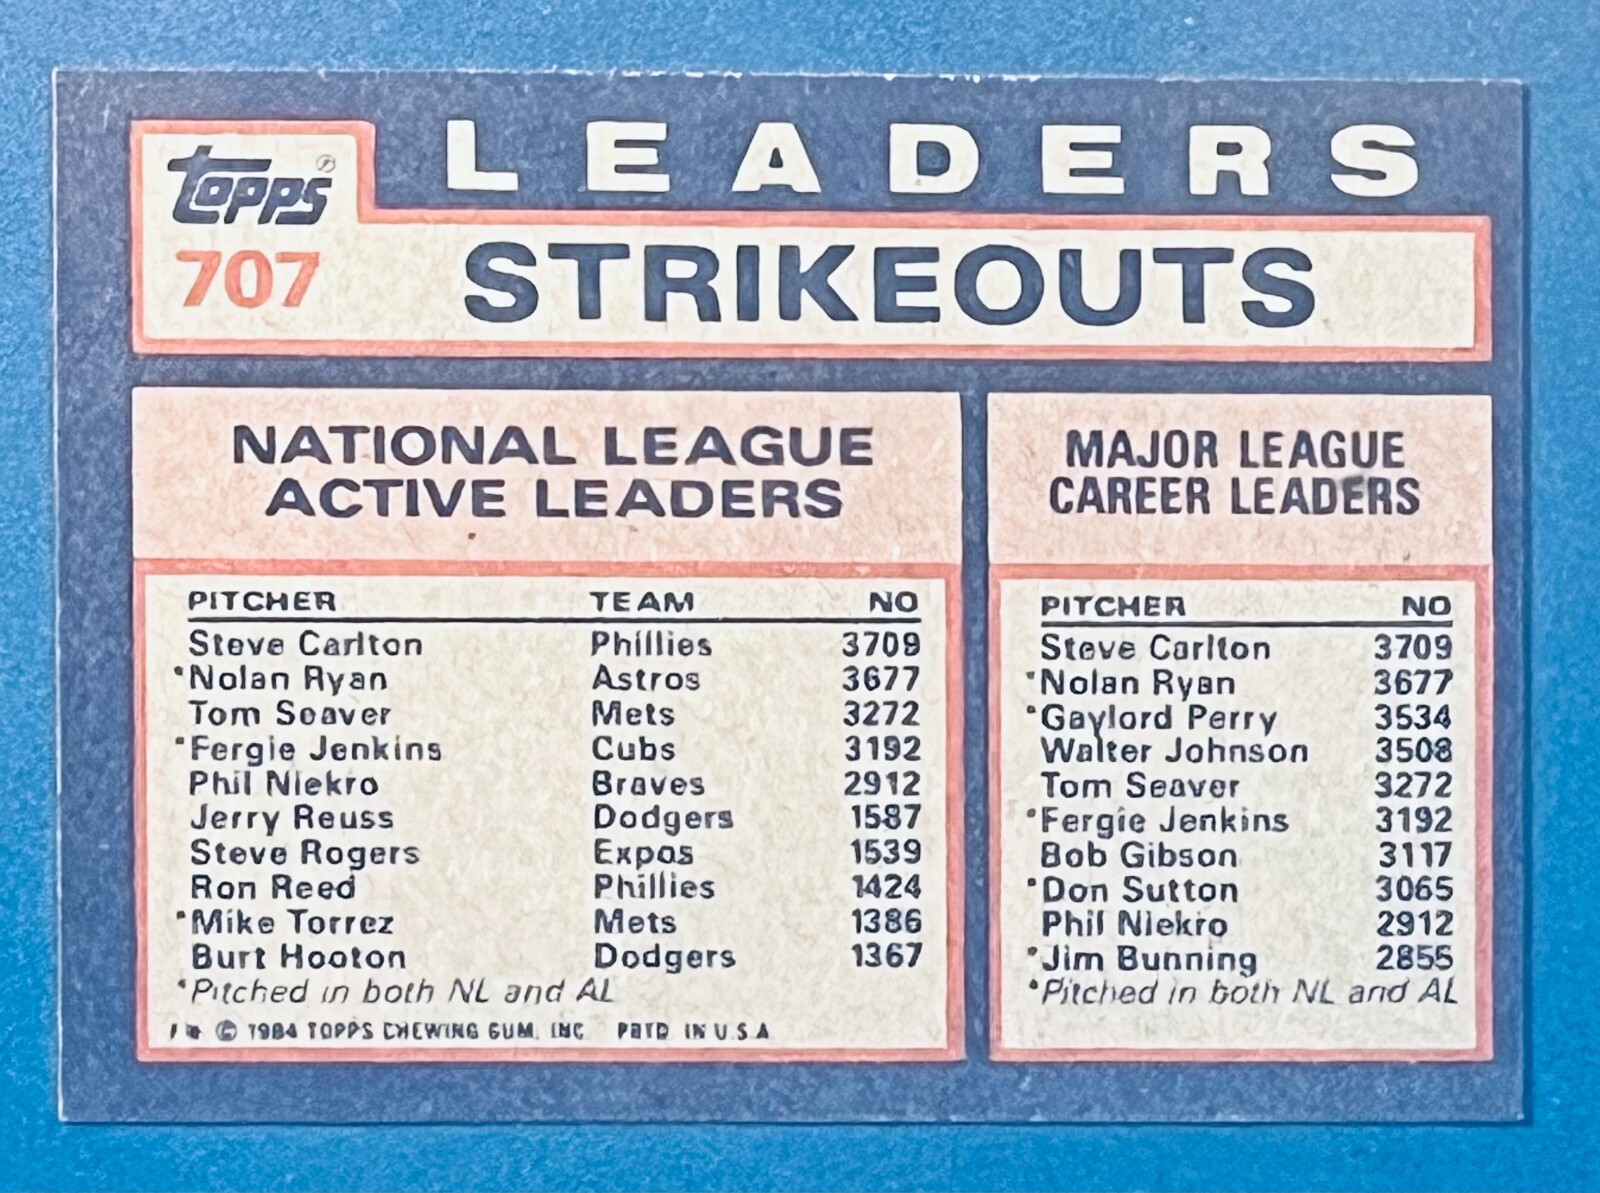 LEADERS
Topps®
707
STRIKEOUTS
NATIONAL LEAGUE
ACTIVE LEADERS
PITCHER TEAM NO
Steve Carlton Phillies 3709
*Nolan Ryan Astros 3677
Tom Seaver Mets 3272
*Fergie Jenkins Cubs 3192
Phil Niekro Braves 2912
Jerry Reuss Dodgers 1587
Steve Rogers Expos 1539
Ron Reed Phillies 1424
*Mike Torrez Mets 1386
Burt Hooton Dodgers 1367
*Pitched in both NL and AL
© 1984 TOPPS CHEWING GUM, INC. PRTD. IN U.S.A.
MAJOR LEAGUE
CAREER LEADERS
PITCHER NO
Steve Carlton 3709
*Nolan Ryan 3677
*Gaylord Perry 3534
Walter Johnson 3508
Tom Seaver 3272
*Fergie Jenkins 3192
Bob Gibson 3117
*Don Sutton 3065
Phil Niekro 2912
*Jim Bunning 2855
*Pitched in both NL and AL